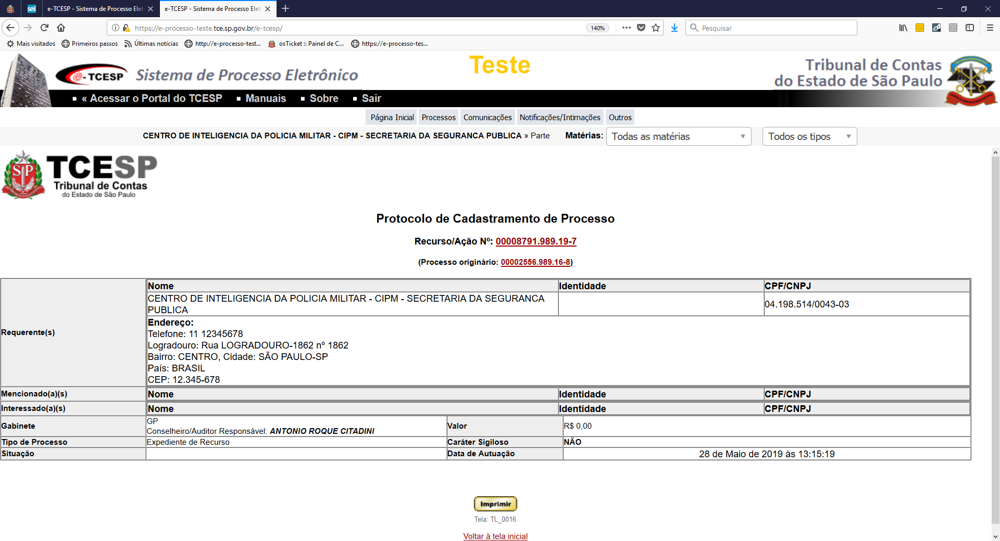 sei!
e-TCESP - Sistema de Processo Elet
e-TCESP - Sistema de Processo Elet
https://e-processo-teste.tce.sp.gov.br/e-tcesp/
140%
Pesquisar
Mais visitados
Primeiros passos
Últimas notícias
http://e-processo-test...
osTicket :: Painel de C...
https://e-processo-tes...
e-TCESP
Sistema de Processo Eletrônico
Teste
Tribunal de Contas
do Estado de São Paulo
« Acessar o Portal do TCESP
Manuais
Sobre
Sair
Página Inicial
Processos
Comunicações
Notificações/Intimações
Outros
CENTRO DE INTELIGENCIA DA POLICIA MILITAR - CIPM - SECRETARIA DA SEGURANCA PUBLICA » Parte
Matérias:
Todas as matérias
Todos os tipos
SP
TCESP
Tribunal de Contas
do Estado de São Paulo
Protocolo de Cadastramento de Processo
Recurso/Ação Nº: 00008791.989.19-7
(Processo originário: 00002556.989.16-8)
Requerente(s)
Nome
Identidade
CPF/CNPJ
CENTRO DE INTELIGENCIA DA POLICIA MILITAR - CIPM - SECRETARIA DA SEGURANCA
PUBLICA
04.198.514/0043-03
Endereço:
Telefone: 11 12345678
Logradouro: Rua LOGRADOURO-1862 nº 1862
Bairro: CENTRO, Cidade: SÃO PAULO-SP
País: BRASIL
CEP: 12.345-678
Mencionado(a)(s)
Nome
Identidade
CPF/CNPJ
Interessado(a)(s)
Nome
Identidade
CPF/CNPJ
Gabinete
GP
Conselheiro/Auditor Responsável: ANTONIO ROQUE CITADINI
Valor
R$ 0,00
Tipo de Processo
Expediente de Recurso
Caráter Sigiloso
NÃO
Situação
Data de Autuação
28 de Maio de 2019 às 13:15:19
Imprimir
Tela: TL_0016
Voltar à tela inicial